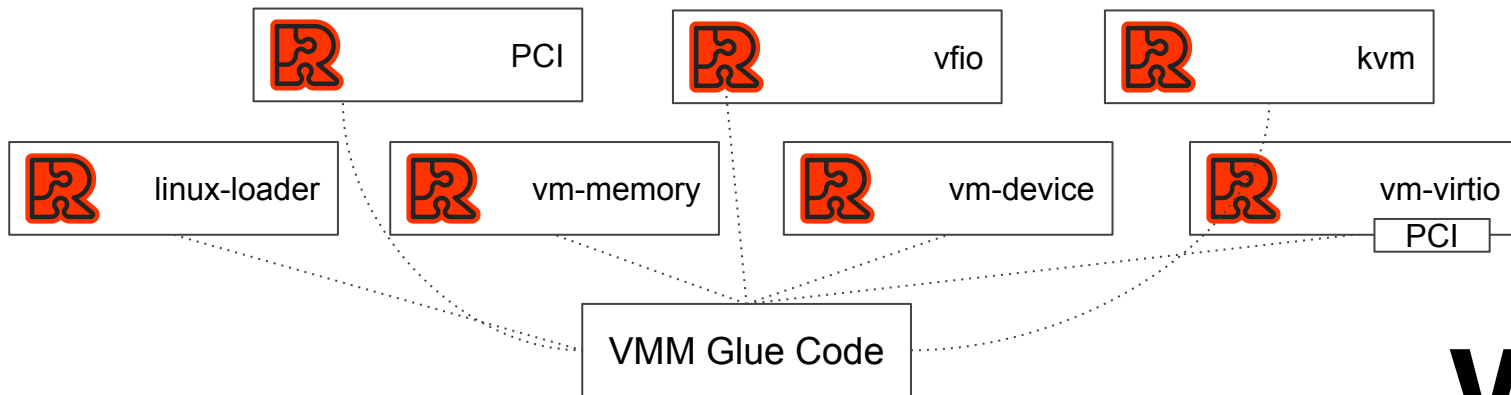 PCI
vfio
kvm
linux-loader
vm-memory
vm-device
vm-virtio
PCI
VMM Glue Code